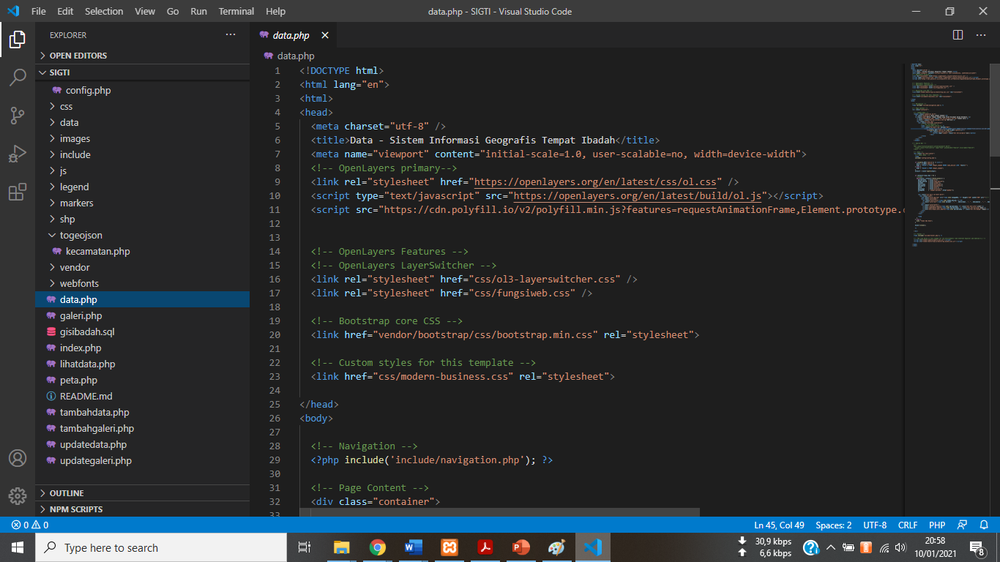 File Edit Selection View Go Run Terminal Help
data.php - SIGTI - Visual Studio Code
EXPLORER
OPEN EDITORS
SIGTI
config.php
css
data
images
include
js
legend
markers
shp
togeojson
kecamatan.php
vendor
webfonts
data.php
galeri.php
gisibadah.sql
index.php
lihatdata.php
peta.php
README.md
tambahdata.php
tambahgaleri.php
updatedata.php
updategaleri.php
OUTLINE
NPM SCRIPTS
data.php
data.php
1 <!DOCTYPE html>
2 <html lang="en">
3 <html>
4 <head>
5 <meta charset="utf-8" />
6 <title>Data - Sistem Informasi Geografis Tempat Ibadah</title>
7 <meta name="viewport" content="initial-scale=1.0, user-scalable=no, width=device-width">
8 <!-- OpenLayers primary-->
9 <link rel="stylesheet" href="https://openlayers.org/en/latest/css/ol.css" />
10 <script type="text/javascript" src="https://openlayers.org/en/latest/build/ol.js"></script>
11 <script src="https://cdn.polyfill.io/v2/polyfill.min.js?features=requestAnimationFrame,Element.prototype.c
12
13
14 <!-- OpenLayers Features -->
15 <!-- OpenLayers LayerSwitcher -->
16 <link rel="stylesheet" href="css/ol3-layerswitcher.css" />
17 <link rel="stylesheet" href="css/fungsiweb.css" />
18
19 <!-- Bootstrap core CSS -->
20 <link href="vendor/bootstrap/css/bootstrap.min.css" rel="stylesheet">
21
22 <!-- Custom styles for this template -->
23 <link href="css/modern-business.css" rel="stylesheet">
24
25 </head>
26 <body>
27
28 <!-- Navigation -->
29 <?php include('include/navigation.php'); ?>
30
31 <!-- Page Content -->
32 <div class="container">
33
0 0
Ln 45, Col 49 Spaces: 2 UTF-8 CRLF PHP
Type here to search
30,9 kbps
6,6 kbps
20:58
10/01/2021
8